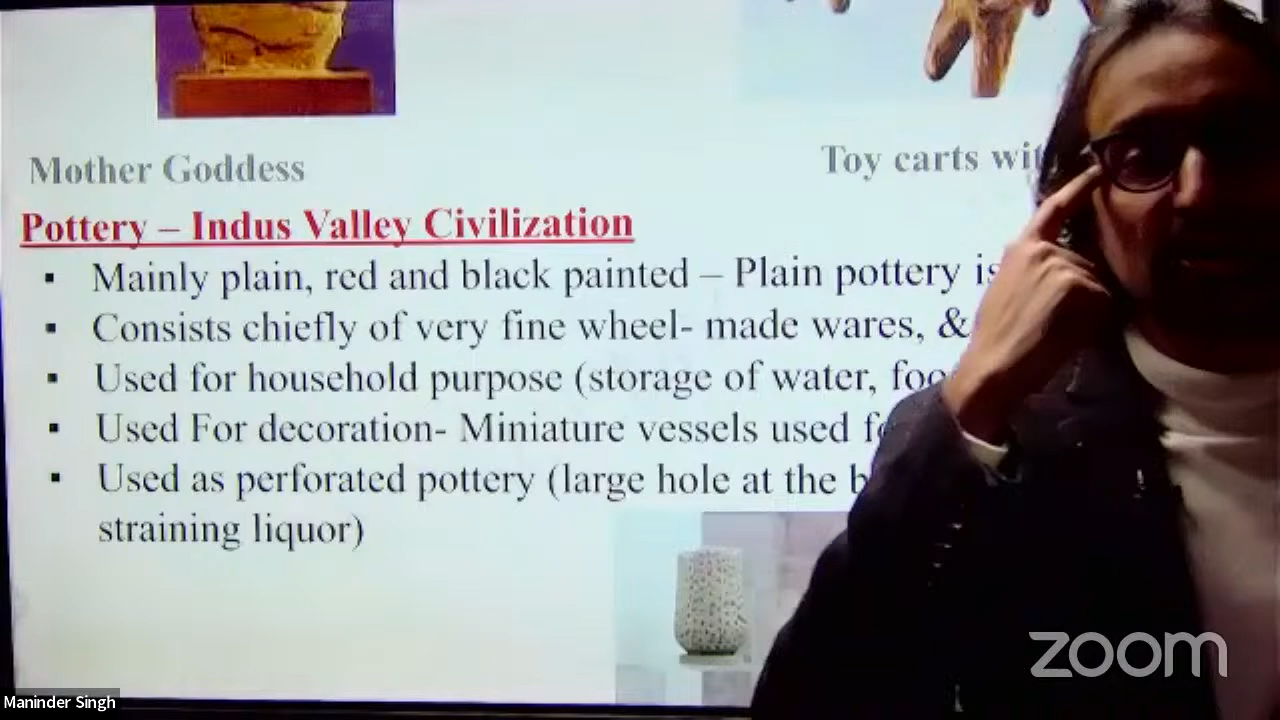 Mother Goddess
Toy carts
Pottery – Indus Valley Civilization
▪ Mainly plain, red and black painted – Plain pottery is
▪ Consists chiefly of very fine wheel- made wares, &
▪ Used for household purpose (storage of water,
▪ Used For decoration- Miniature vessels used
▪ Used as perforated pottery (large hole at the
straining liquor)
zoom
Maninder Singh